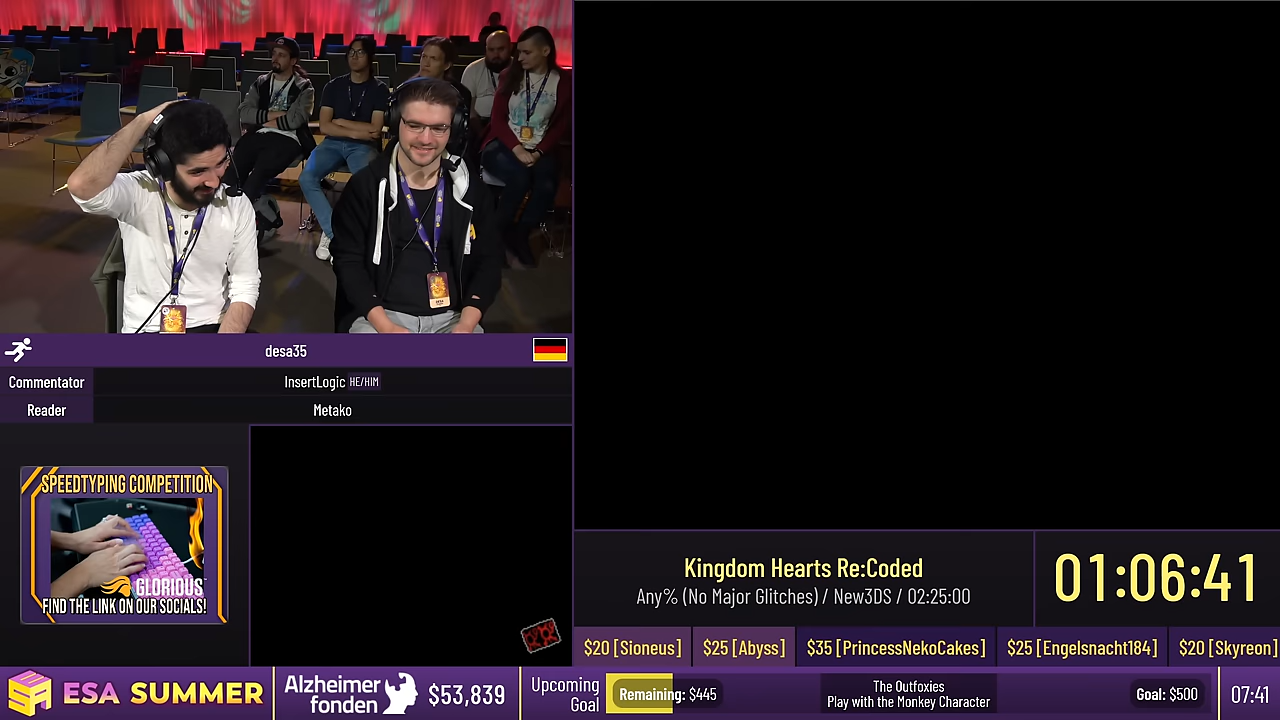 desa35
Commentator
InsertLogic HE/HIM
Reader
Metako
SPEEDTYPING COMPETITION
GLORIOUS
FIND THE LINK ON OUR SOCIALS!
Kingdom Hearts Re:Coded
Any% (No Major Glitches) / New3DS / 02:25:00
01:06:41
$20 [Sioneus]
$25 [Abyss]
$35 [PrincessNekoCakes]
$25 [Engelsnacht184]
$20 [Skyreon]
ESA SUMMER
Alzheimer
fonden
$53,839
Upcoming
Goal
Remaining: $445
The Outfoxies
Play with the Monkey Character
Goal: $500
07:41